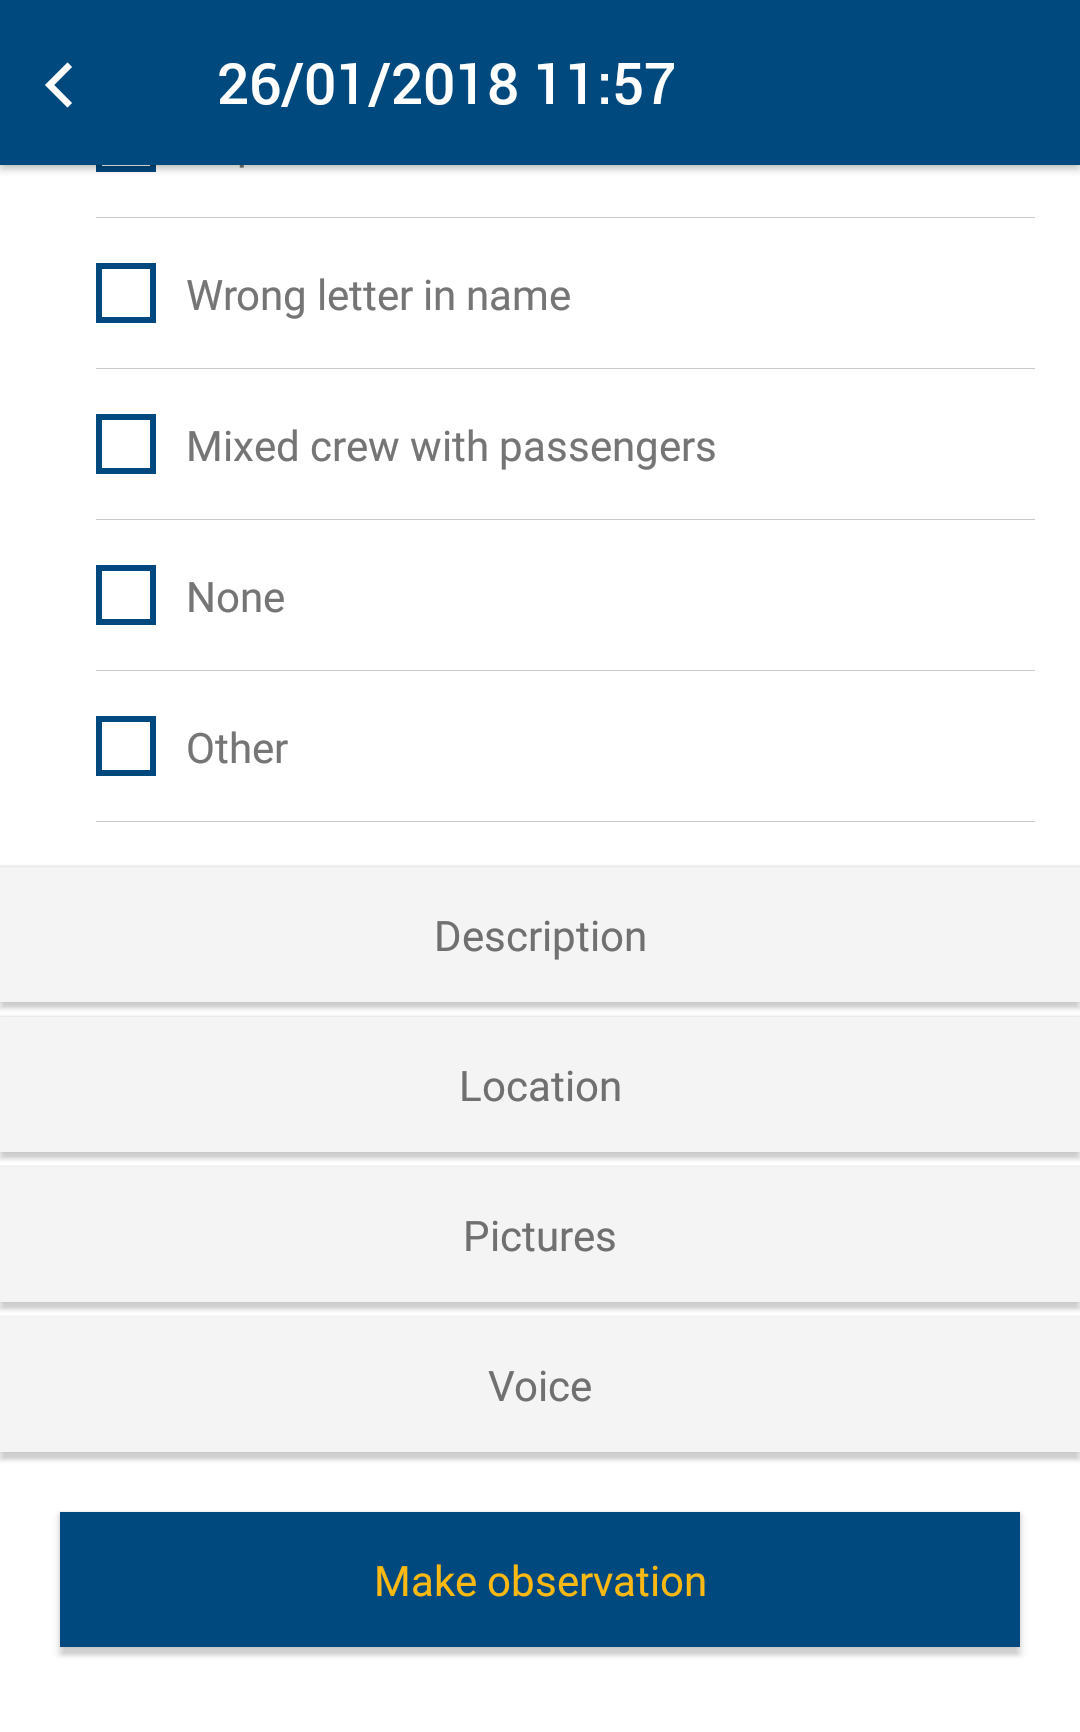 26/01/2018 11:57
Wrong letter in name
Mixed crew with passengers
None
Other
Description
Location
Pictures
Voice
Make observation